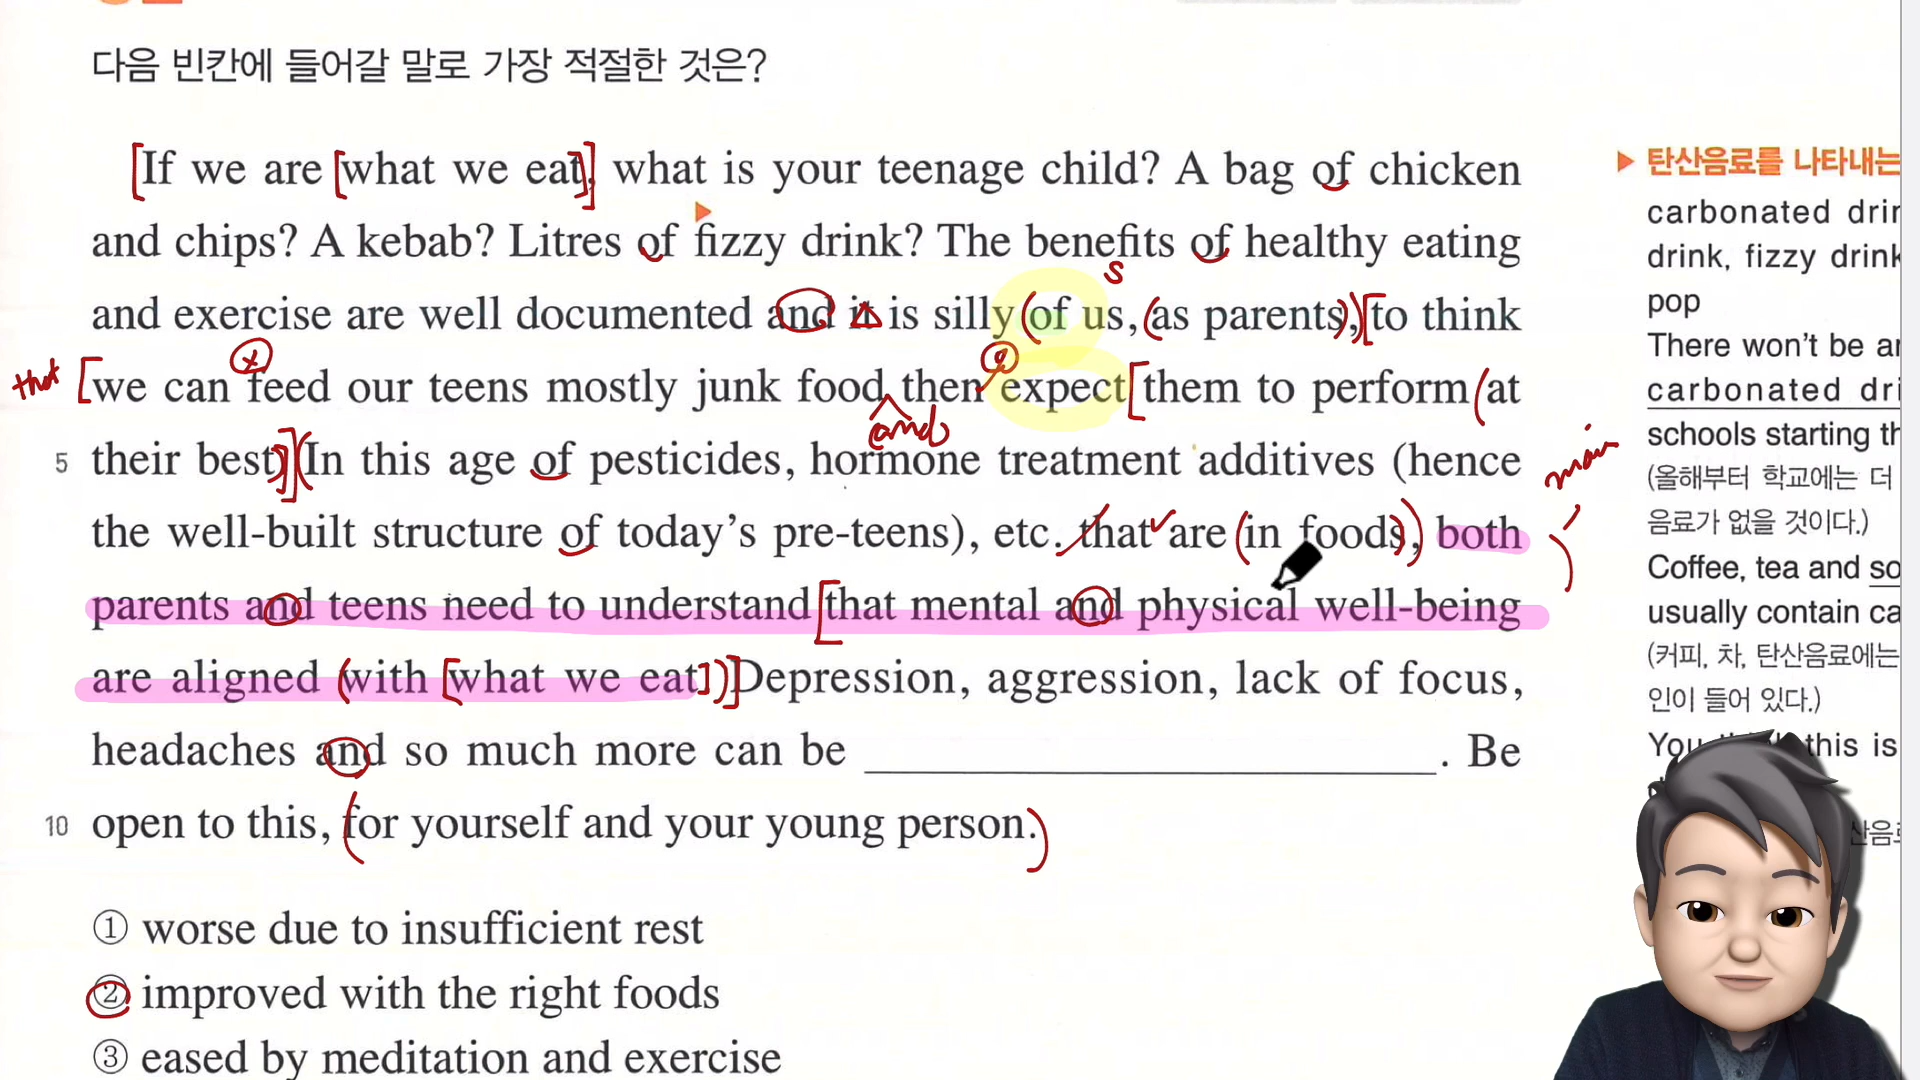 다음 빈칸에 들어갈 말로 가장 적절한 것은?
[If we are [what we eat], what is your teenage child? A bag of chicken
and chips? A kebab? Litres of fizzy drink? The benefits of healthy eating
s
and exercise are well documented and it is silly (of us, (as parents),) [to think
that [we can feed our teens mostly junk food then expect [them to perform (at
and
5 their best)]] (In this age of pesticides, hormone treatment additives (hence
the well-built structure of today's pre-teens), etc. that are (in foods)) both
main
parents and teens need to understand [that mental and physical well-being
are aligned (with [what we eat])] Depression, aggression, lack of focus,
headaches and so much more can be ____________. Be
10 open to this, (for yourself and your young person.)
① worse due to insufficient rest
② improved with the right foods
③ eased by meditation and exercise
▶ 탄산음료를 나타내는
carbonated drin
drink, fizzy drink
pop
There won't be an
carbonated dri
schools starting th
(올해부터 학교에는 더
음료가 없을 것이다.)
Coffee, tea and so
usually contain ca
(커피, 차, 탄산음료에는
인이 들어 있다.)
You this is
산음료